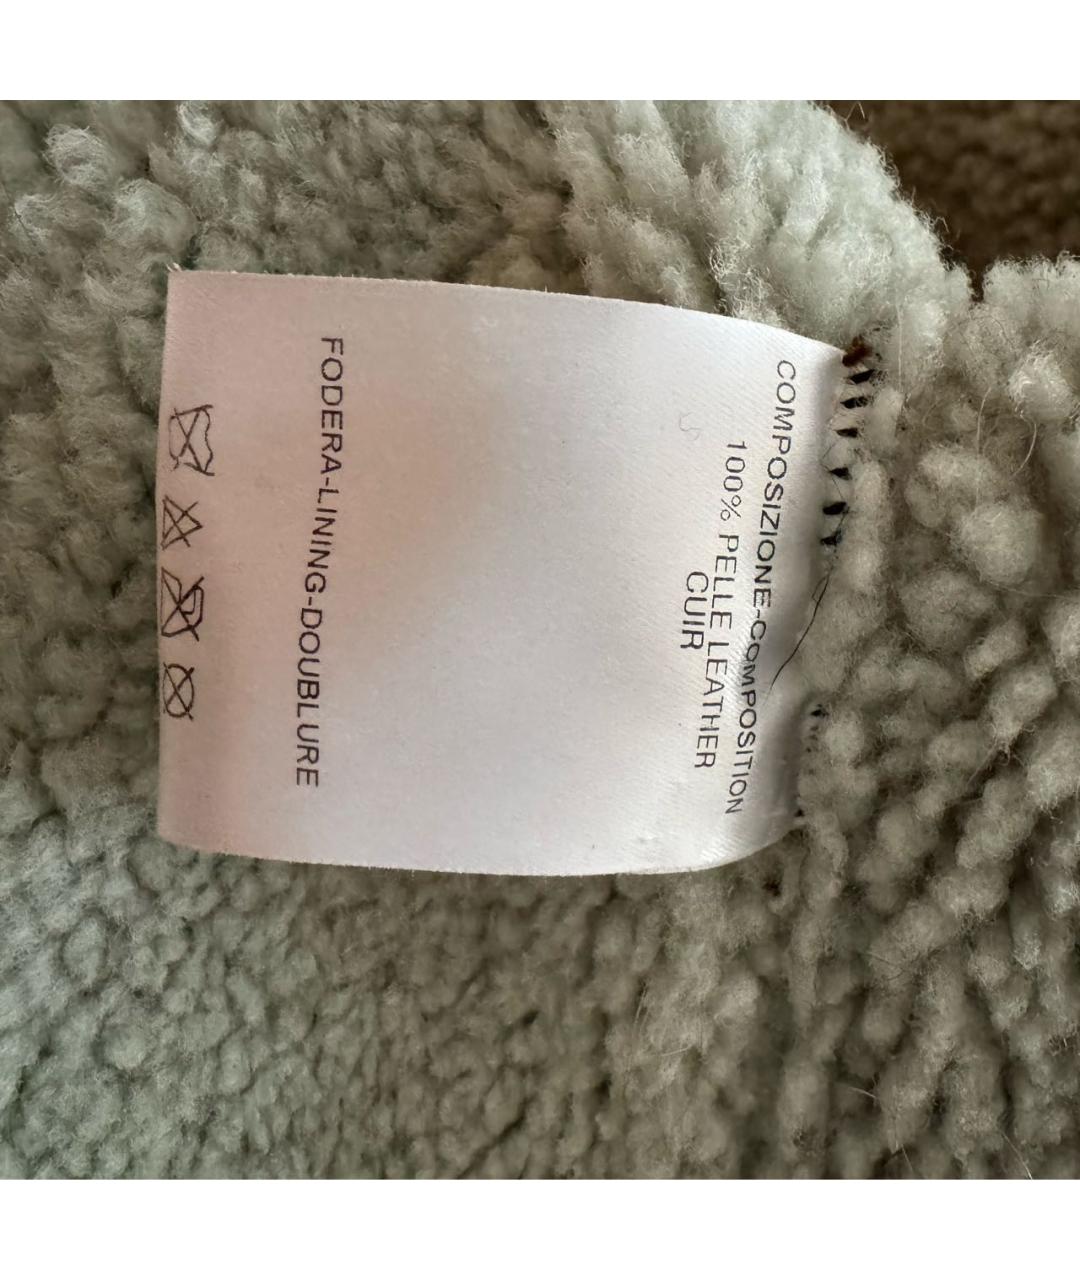 COMPOSIZIONE-COMPOSITION
100% PELLE LEATHER
CUIR
FODERA-LINING-DOUBLURE